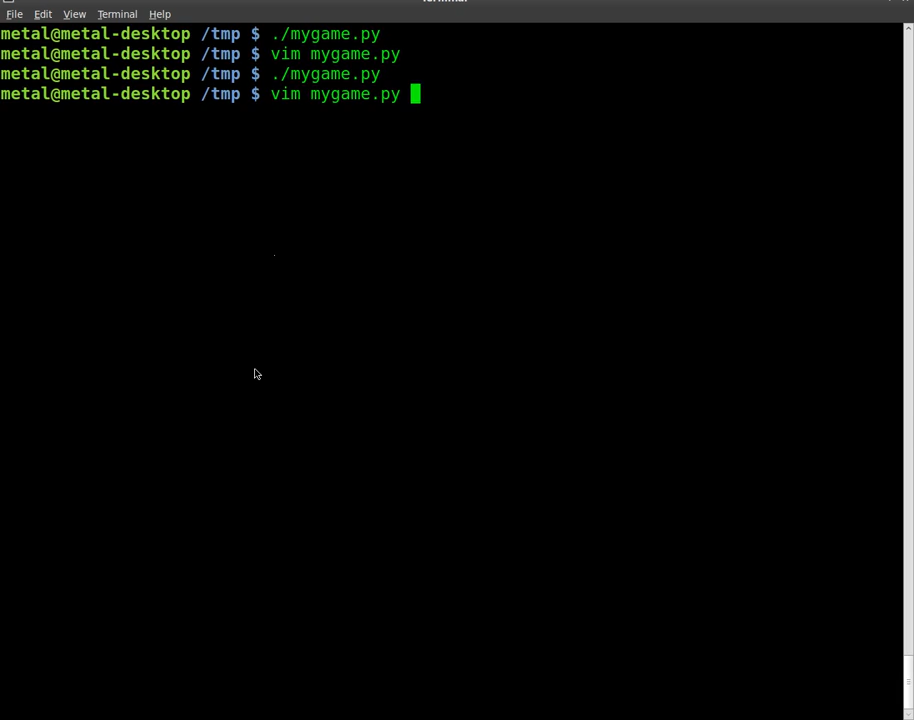 File Edit View Terminal Help
metal@metal-desktop /tmp $ ./mygame.py
metal@metal-desktop /tmp $ vim mygame.py
metal@metal-desktop /tmp $ ./mygame.py
metal@metal-desktop /tmp $ vim mygame.py